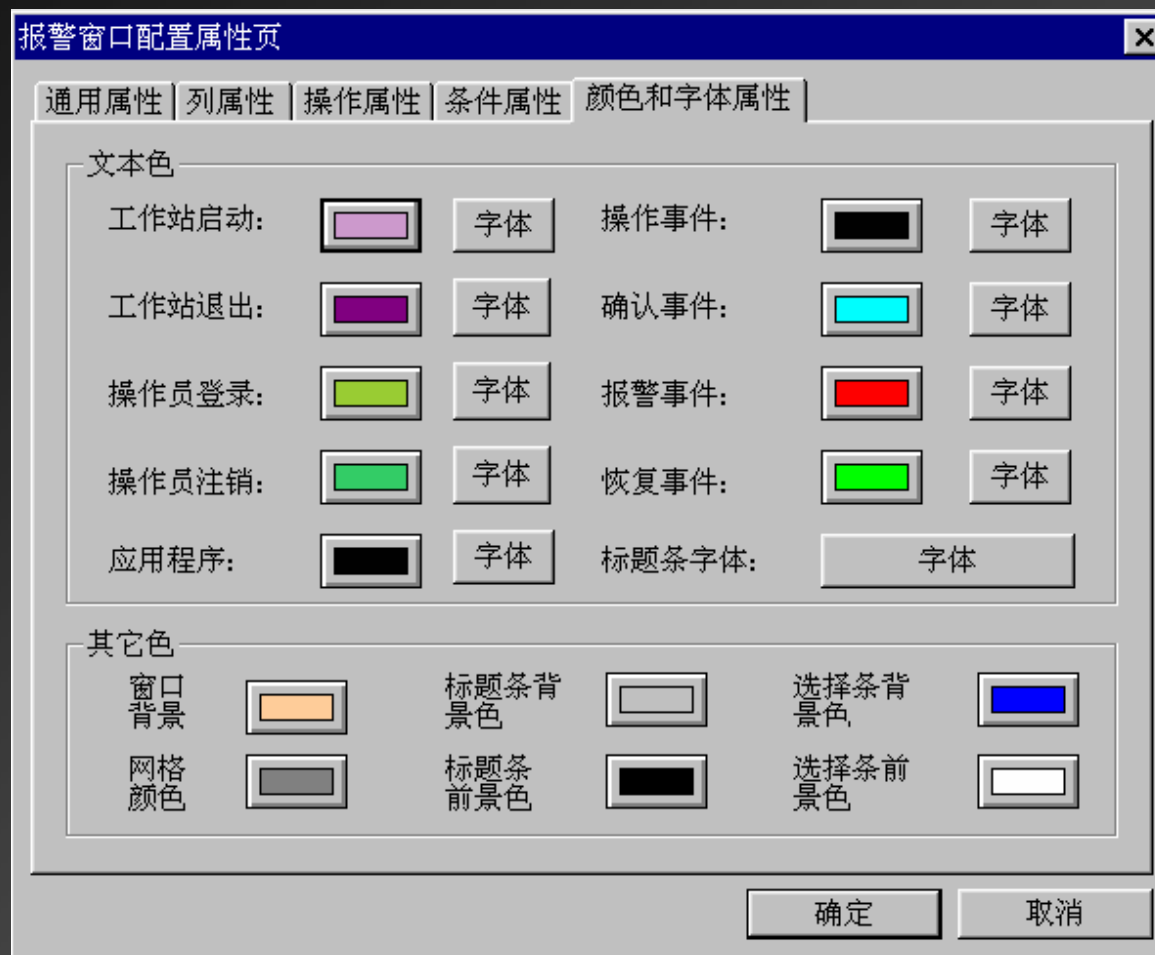 报警窗口配置属性页
通用属性 列属性 操作属性 条件属性 颜色和字体属性
文本色
工作站启动: 字体 操作事件: 字体
工作站退出: 字体 确认事件: 字体
操作员登录: 字体 报警事件: 字体
操作员注销: 字体 恢复事件: 字体
应用程序: 字体 标题条字体: 字体
其它色
窗口 标题条背 选择条背
背景 景色 景色
网格 标题条 选择条前
颜色 前景色 景色
确定 取消